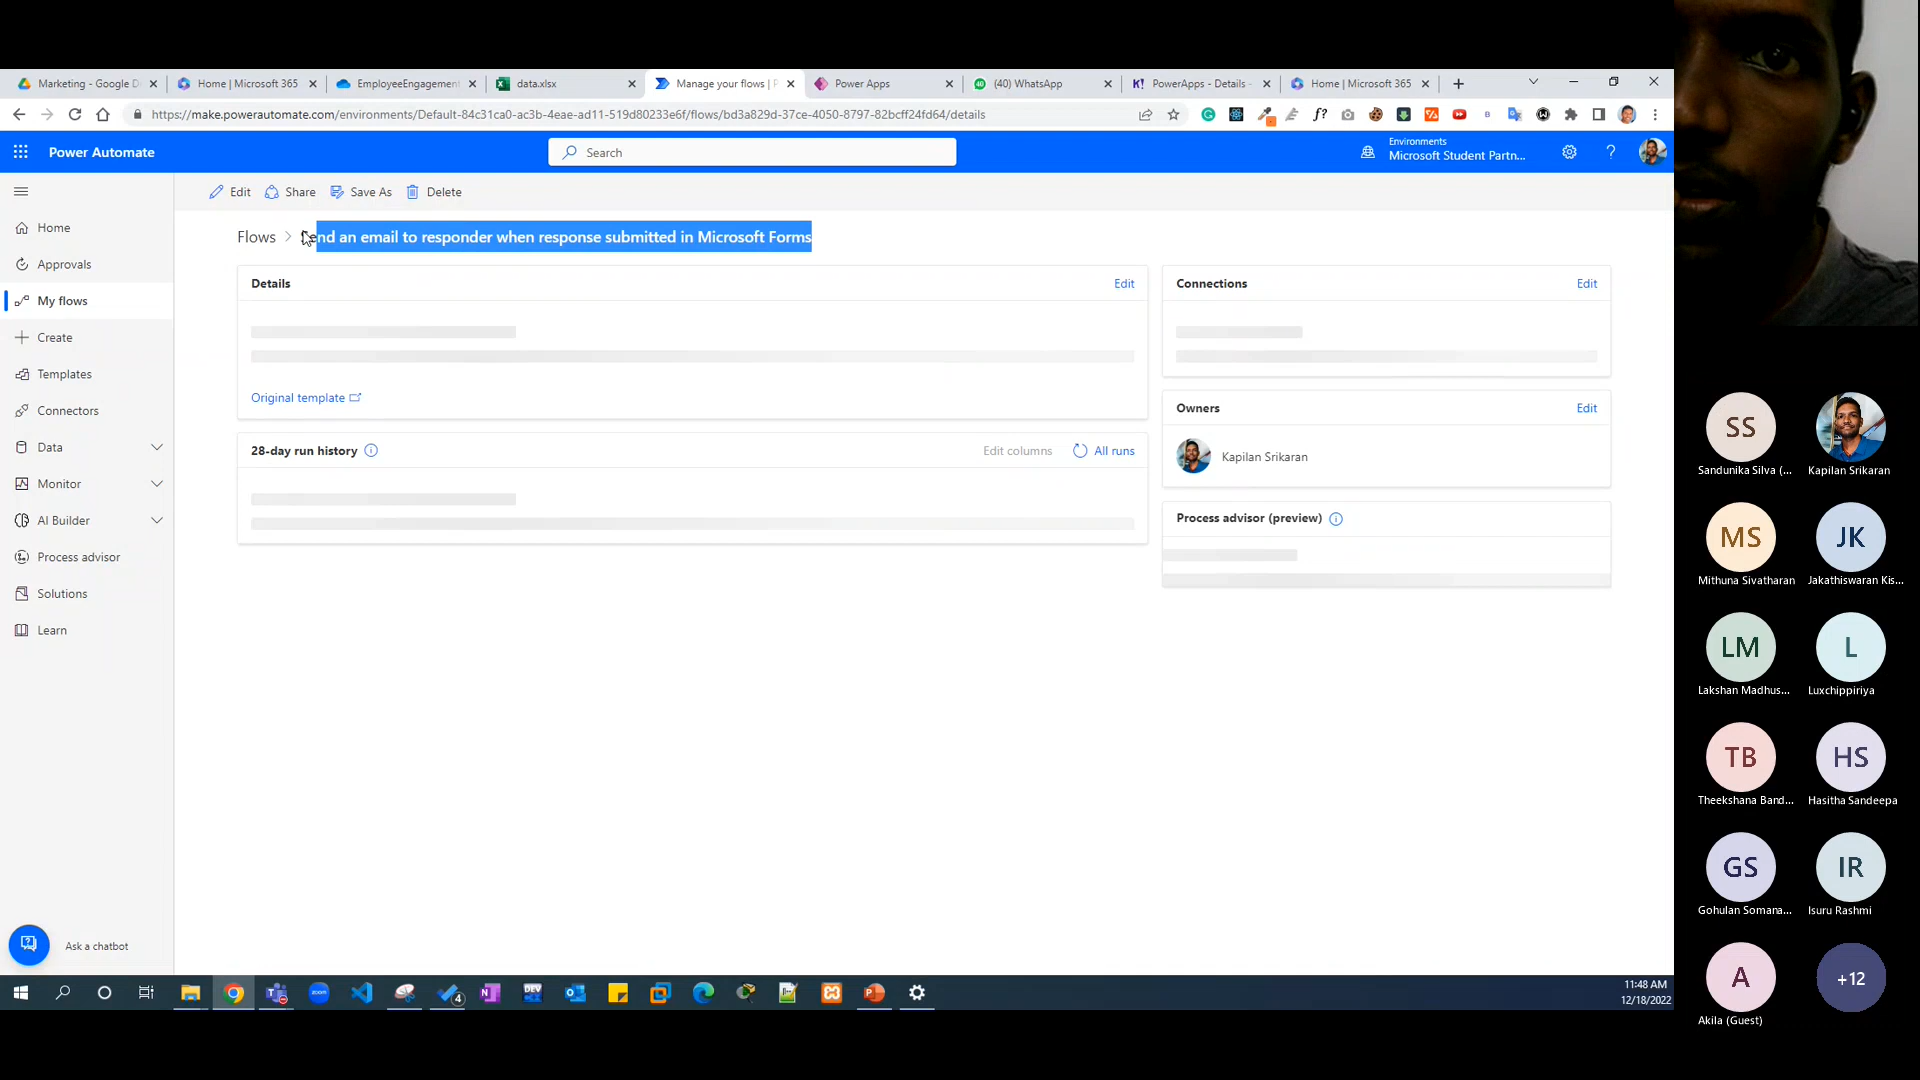 Marketing - Google D
Home | Microsoft 365
EmployeeEngagement
data.xlsx
Manage your flows | P
Power Apps
(40) WhatsApp
PowerApps - Details -
Home | Microsoft 365
https://make.powerautomate.com/environments/Default-84c31ca0-ac3b-4eae-ad11-519d80233e6f/flows/bd3a829d-37ce-4050-8797-82bcff24fd64/details
Power Automate
Search
Environments
Microsoft Student Partn...
Edit
Share
Save As
Delete
Home
Approvals
My flows
Create
Templates
Connectors
Data
Monitor
AI Builder
Process advisor
Solutions
Learn
Ask a chatbot
Flows > Send an email to responder when response submitted in Microsoft Forms
Details
Edit
Original template
28-day run history
Edit columns
All runs
Connections
Edit
Owners
Edit
Kapilan Srikaran
Process advisor (preview)
SS
Sandunika Silva (...
Kapilan Srikaran
MS
Mithuna Sivatharan
JK
Jakathiswaran Kis...
LM
Lakshan Madhus...
L
Luxchippiriya
TB
Theekshana Band...
HS
Hasitha Sandeepa
GS
Gohulan Somana...
IR
Isuru Rashmi
A
Akila (Guest)
+12
11:48 AM
12/18/2022